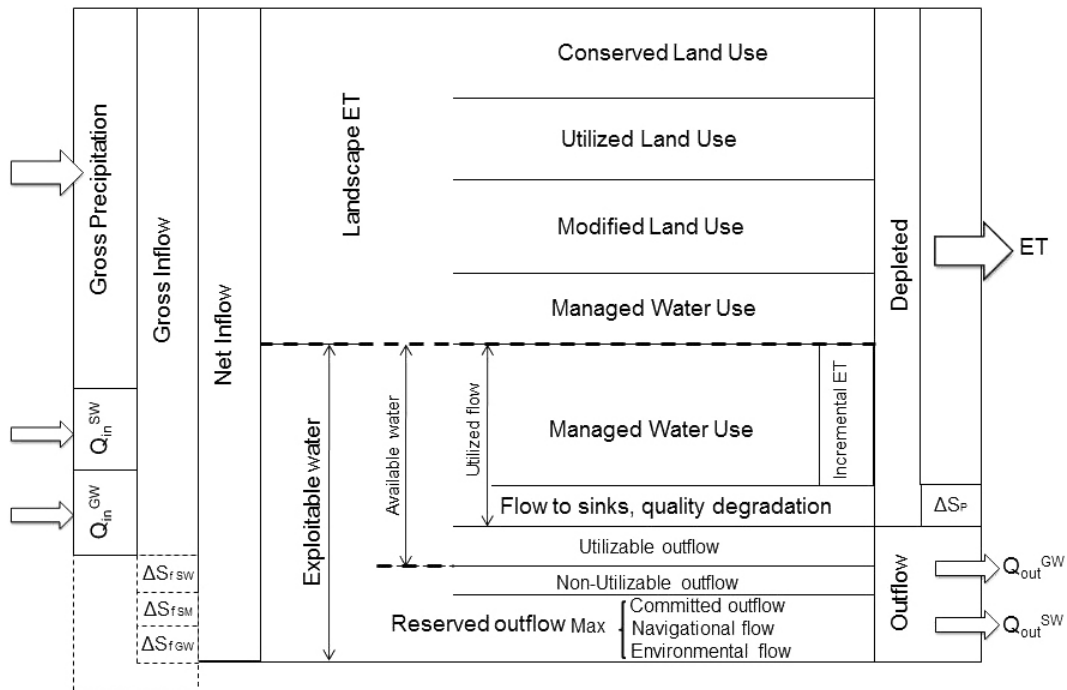 Gross Precipitation
Q_in^SW
Q_in^GW
Gross Inflow
ΔS_f SW
ΔS_f SM
ΔS_f GW
Net Inflow
Landscape ET
Conserved Land Use
Utilized Land Use
Modified Land Use
Managed Water Use
Exploitable water
Available water
Utilized flow
Managed Water Use
Incremental ET
Flow to sinks, quality degradation
Utilizable outflow
Non-Utilizable outflow
Reserved outflow Max
Committed outflow
Navigational flow
Environmental flow
Depleted
Outflow
ΔS_P
ET
Q_out^GW
Q_out^SW